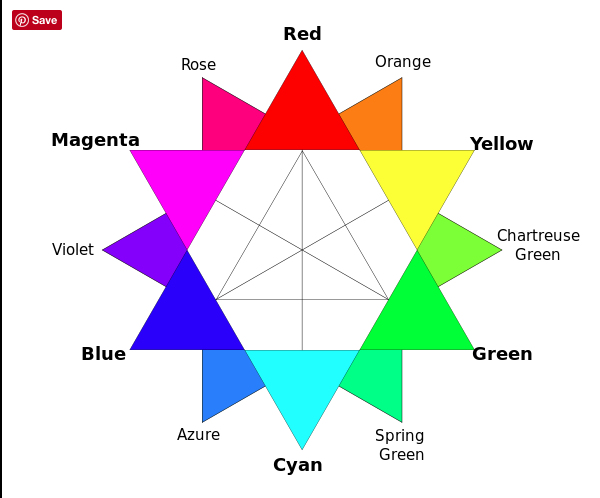 Save
Red
Rose
Orange
Magenta
Yellow
Violet
Chartreuse
Green
Blue
Green
Azure
Spring
Green
Cyan